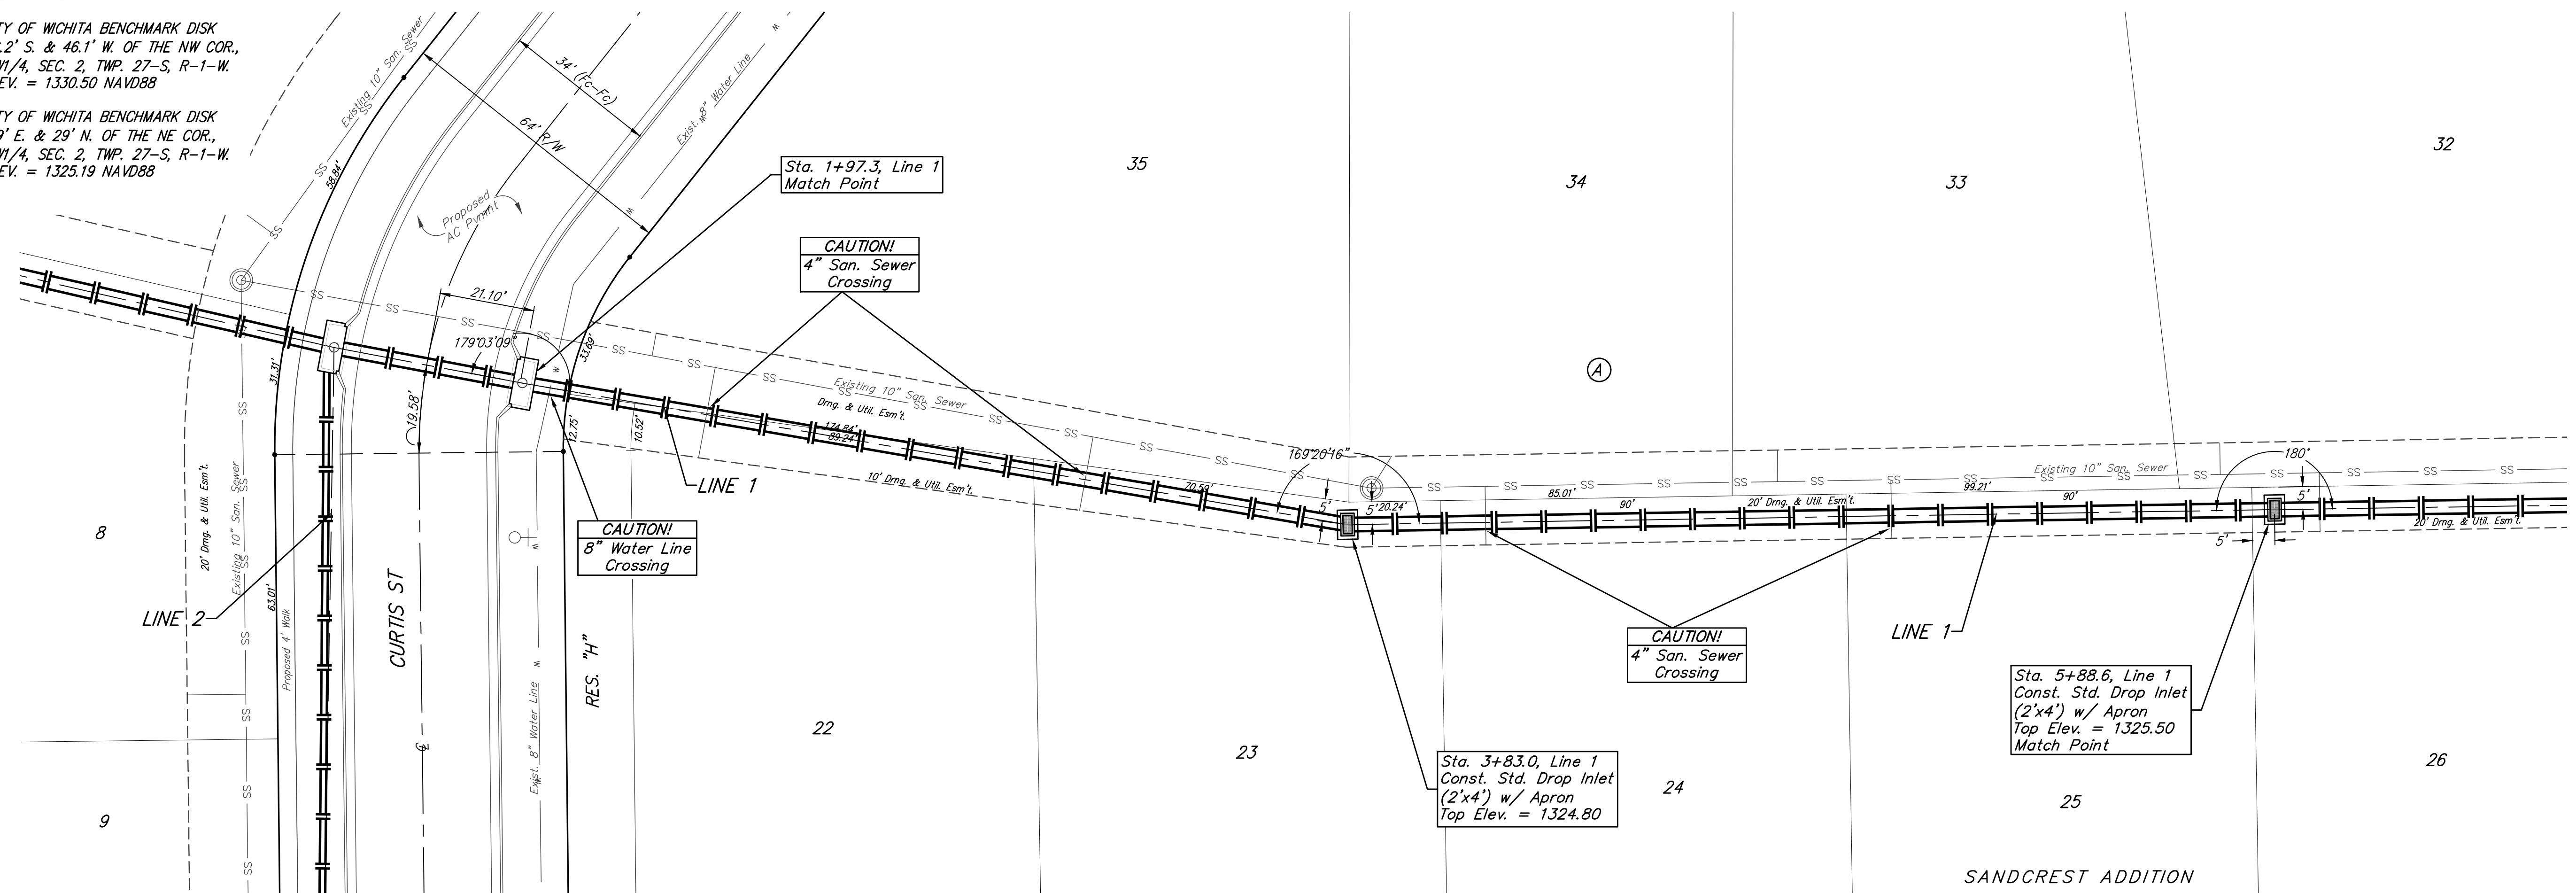 TY OF WICHITA BENCHMARK DISK
.2' S. & 46.1' W. OF THE NW COR.,
1/4, SEC. 2, TWP. 27-S, R-1-W.
EV. = 1330.50 NAVD88
TY OF WICHITA BENCHMARK DISK
' E. & 29' N. OF THE NE COR.,
1/4, SEC. 2, TWP. 27-S, R-1-W.
EV. = 1325.19 NAVD88
Existing 10" San. Sewer
34' (Fc-Fc)
64' R/W
Exist. 8" Water Line
58.84'
Proposed
AC Pvmnt
Sta. 1+97.3, Line 1
Match Point
CAUTION!
4" San. Sewer
Crossing
35
34
33
32
A
21.10'
179°03'09"
33.69'
31.31'
19.58'
12.75'
10.52'
Existing 10" San. Sewer
Drng. & Util. Esm't.
174.84'
89.24'
10' Drng. & Util. Esm't.
70.59'
LINE 1
169°20'16"
5'
5'
20.24'
85.01'
90'
20' Drng. & Util. Esm't.
99.21'
90'
Existing 10" San. Sewer
180°
5'
5'
20' Drng. & Util. Esm't.
8
20' Drng. & Util. Esm't.
Existing 10" San. Sewer
63.01'
Proposed 4' Walk
LINE 2
CURTIS ST
Exist. 8" Water Line
RES. "H"
CAUTION!
8" Water Line
Crossing
CAUTION!
4" San. Sewer
Crossing
LINE 1
Sta. 5+88.6, Line 1
Const. Std. Drop Inlet
(2'x4') w/ Apron
Top Elev. = 1325.50
Match Point
Sta. 3+83.0, Line 1
Const. Std. Drop Inlet
(2'x4') w/ Apron
Top Elev. = 1324.80
9
22
23
24
25
26
SANDCREST ADDITION